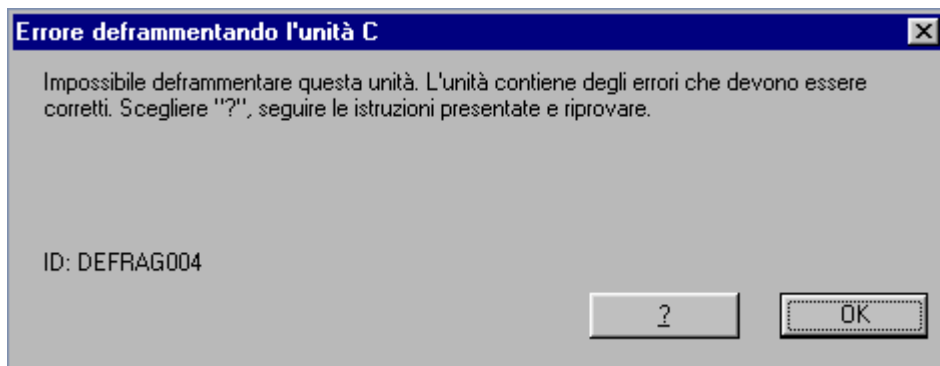 Errore deframmentando l'unità C
Impossibile deframmentare questa unità. L'unità contiene degli errori che devono essere
corretti. Scegliere "?", seguire le istruzioni presentate e riprovare.
ID: DEFRAG004
?
OK